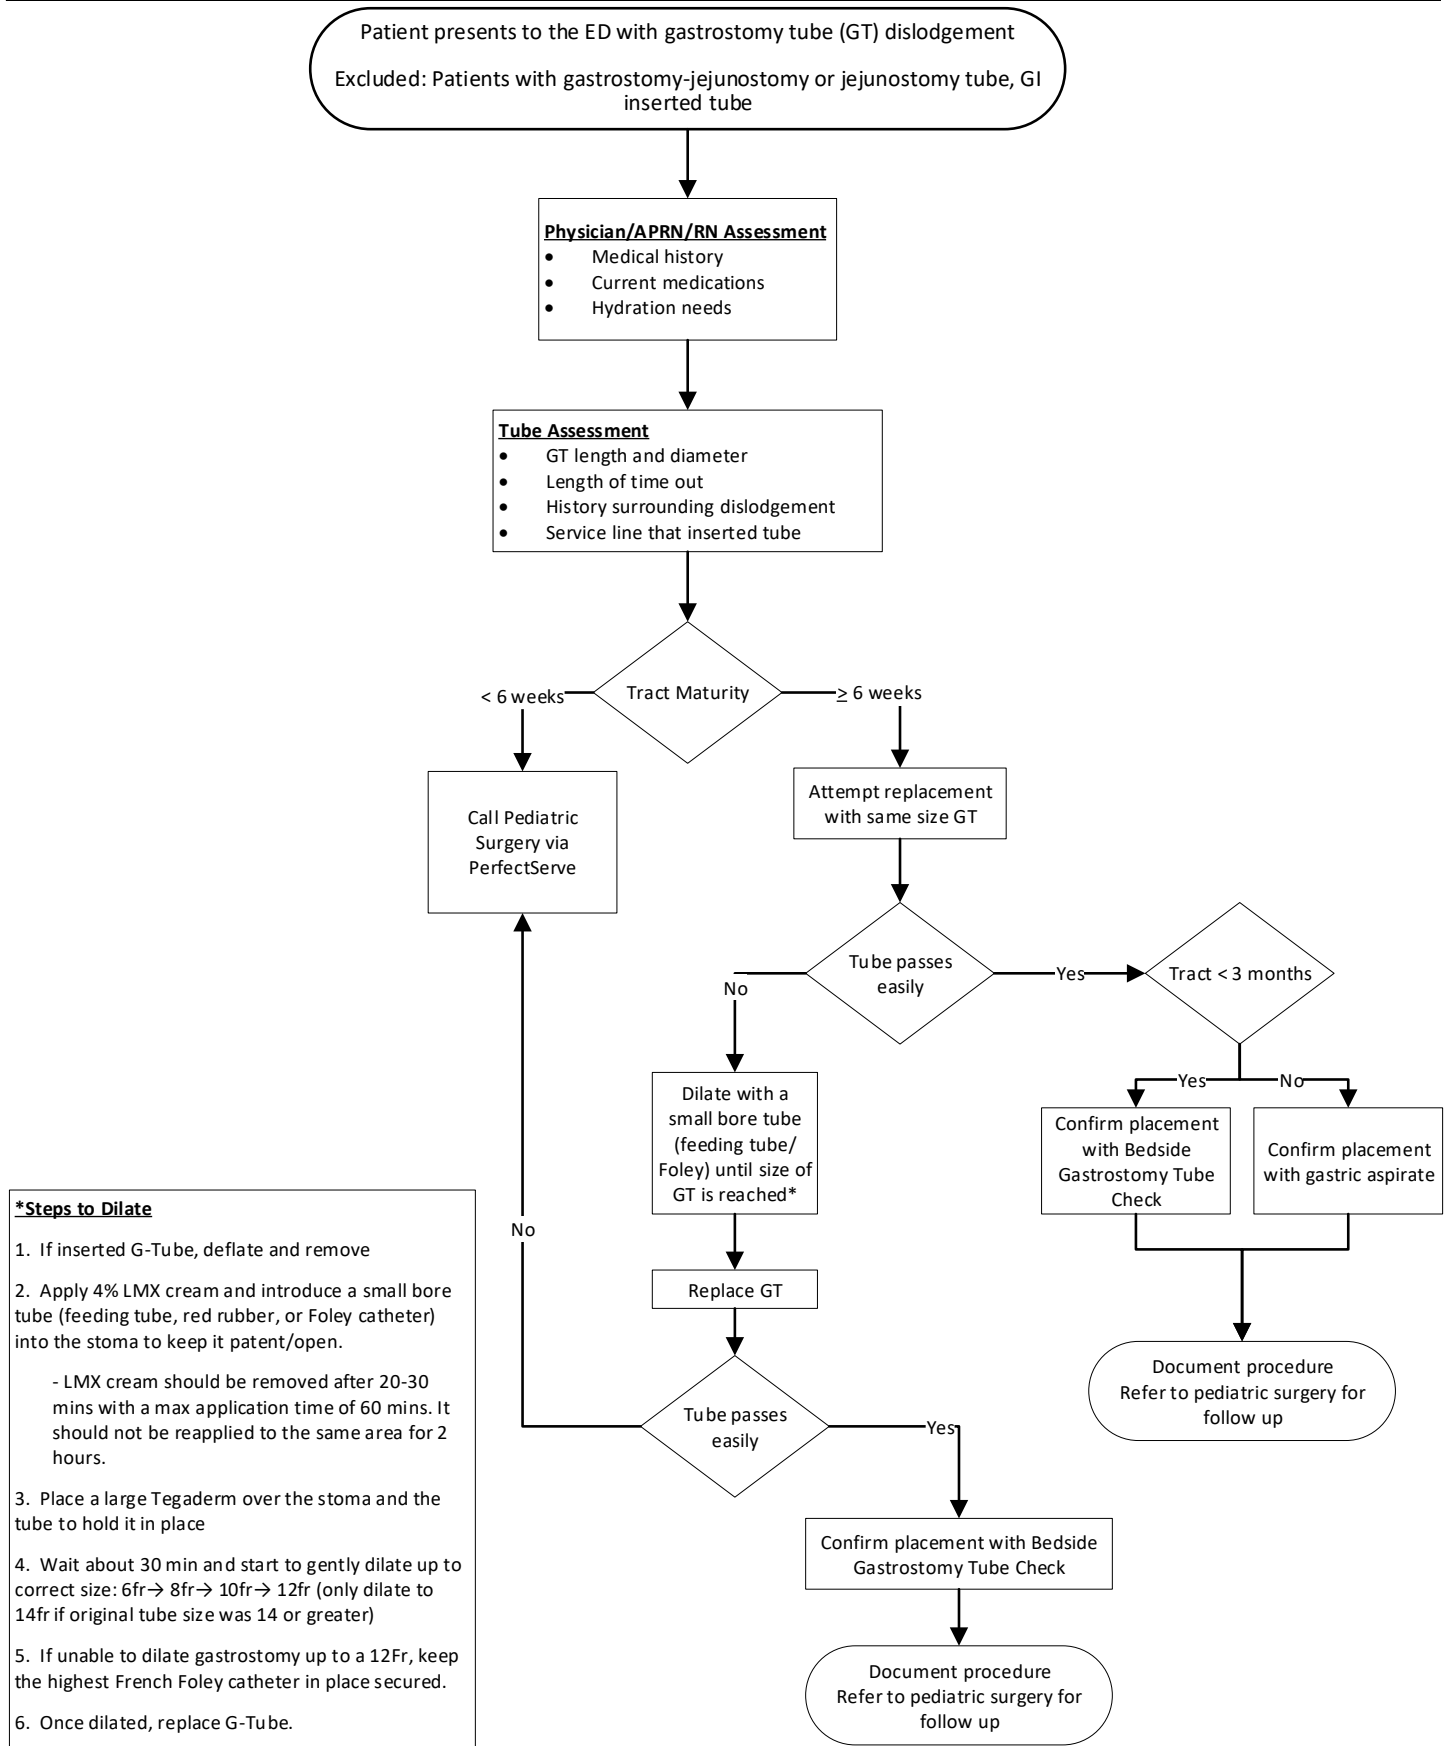 Patient presents to the ED with gastrostomy tube (GT) dislodgement
Excluded: Patients with gastrostomy-jejunostomy or jejunostomy tube, GI
inserted tube
Physician/APRN/RN Assessment
• Medical history
• Current medications
• Hydration needs
Tube Assessment
• GT length and diameter
• Length of time out
• History surrounding dislodgement
• Service line that inserted tube
Tract Maturity
< 6 weeks
≥ 6 weeks
Call Pediatric
Surgery via
PerfectServe
Attempt replacement
with same size GT
Tube passes
easily
No
Yes
Tract < 3 months
Yes
No
Confirm placement
with Bedside
Gastrostomy Tube
Check
Confirm placement
with gastric aspirate
Document procedure
Refer to pediatric surgery for
follow up
Dilate with a
small bore tube
(feeding tube/
Foley) until size of
GT is reached*
Replace GT
Tube passes
easily
No
Yes
Confirm placement with Bedside
Gastrostomy Tube Check
Document procedure
Refer to pediatric surgery for
follow up
*Steps to Dilate
1. If inserted G-Tube, deflate and remove
2. Apply 4% LMX cream and introduce a small bore
tube (feeding tube, red rubber, or Foley catheter)
into the stoma to keep it patent/open.
- LMX cream should be removed after 20-30
mins with a max application time of 60 mins. It
should not be reapplied to the same area for 2
hours.
3. Place a large Tegaderm over the stoma and the
tube to hold it in place
4. Wait about 30 min and start to gently dilate up to
correct size: 6fr→ 8fr→ 10fr→ 12fr (only dilate to
14fr if original tube size was 14 or greater)
5. If unable to dilate gastrostomy up to a 12Fr, keep
the highest French Foley catheter in place secured.
6. Once dilated, replace G-Tube.